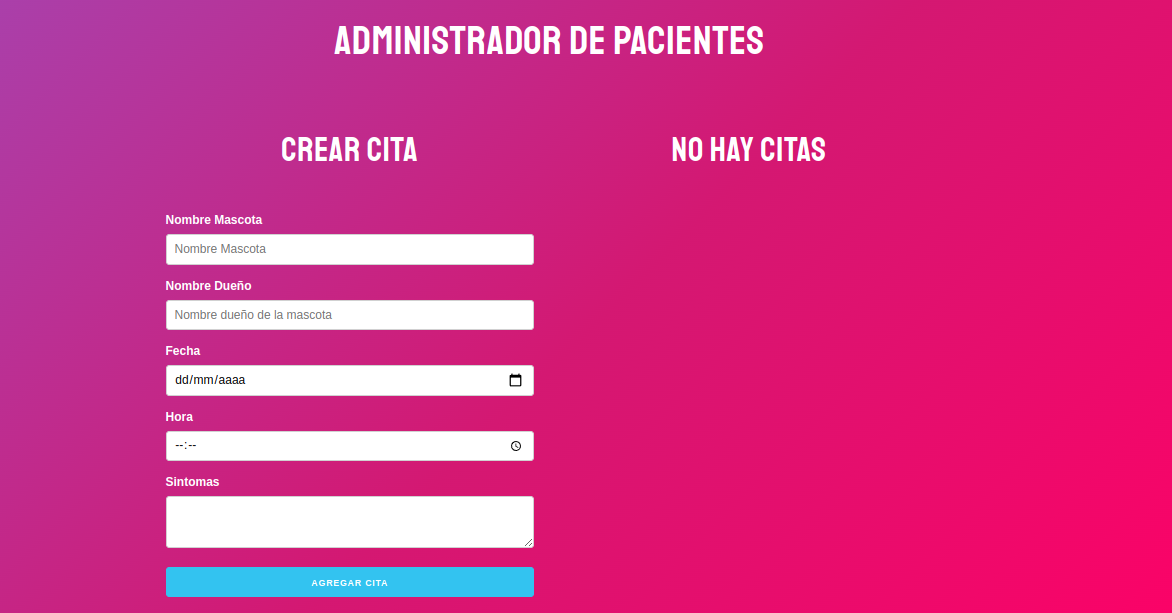 ADMINISTRADOR DE PACIENTES
CREAR CITA
NO HAY CITAS
Nombre Mascota
Nombre Mascota
Nombre Dueño
Nombre dueño de la mascota
Fecha
dd/mm/aaaa
Hora
--:--
Sintomas
AGREGAR CITA